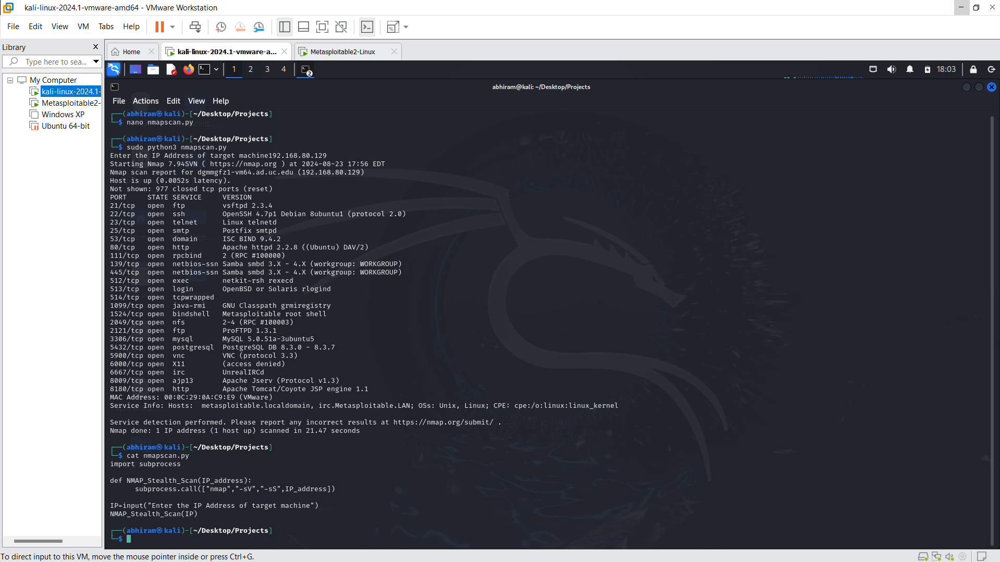 kali-linux-2024.1-vmware-amd64 - VMware Workstation
File Edit View VM Tabs Help
Library
Type here to sea...
Home
kali-linux-2024.1-vmware-a...
Metasploitable2-Linux
My Computer
kali-linux-2024.1-
Metasploitable2-
Windows XP
Ubuntu 64-bit
1 2 3 4 2 18:03
abhiram@kali: ~/Desktop/Projects
File Actions Edit View Help
┌──(abhiram㉿kali)-[~/Desktop/Projects]
└─$ nano nmapscan.py
┌──(abhiram㉿kali)-[~/Desktop/Projects]
└─$ sudo python3 nmapscan.py
Enter the IP Address of target machine192.168.80.129
Starting Nmap 7.94SVN ( https://nmap.org ) at 2024-08-23 17:56 EDT
Nmap scan report for dgmmgfz1-vm64.ad.uc.edu (192.168.80.129)
Host is up (0.0052s latency).
Not shown: 977 closed tcp ports (reset)
PORT STATE SERVICE VERSION
21/tcp open ftp vsftpd 2.3.4
22/tcp open ssh OpenSSH 4.7p1 Debian 8ubuntu1 (protocol 2.0)
23/tcp open telnet Linux telnetd
25/tcp open smtp Postfix smtpd
53/tcp open domain ISC BIND 9.4.2
80/tcp open http Apache httpd 2.2.8 ((Ubuntu) DAV/2)
111/tcp open rpcbind 2 (RPC #100000)
139/tcp open netbios-ssn Samba smbd 3.X - 4.X (workgroup: WORKGROUP)
445/tcp open netbios-ssn Samba smbd 3.X - 4.X (workgroup: WORKGROUP)
512/tcp open exec netkit-rsh rexecd
513/tcp open login OpenBSD or Solaris rlogind
514/tcp open tcpwrapped
1099/tcp open java-rmi GNU Classpath grmiregistry
1524/tcp open bindshell Metasploitable root shell
2049/tcp open nfs 2-4 (RPC #100003)
2121/tcp open ftp ProFTPD 1.3.1
3306/tcp open mysql MySQL 5.0.51a-3ubuntu5
5432/tcp open postgresql PostgreSQL DB 8.3.0 - 8.3.7
5900/tcp open vnc VNC (protocol 3.3)
6000/tcp open X11 (access denied)
6667/tcp open irc UnrealIRCd
8009/tcp open ajp13 Apache Jserv (Protocol v1.3)
8180/tcp open http Apache Tomcat/Coyote JSP engine 1.1
MAC Address: 00:0C:29:0A:C9:E9 (VMware)
Service Info: Hosts:  metasploitable.localdomain, irc.Metasploitable.LAN; OSs: Unix, Linux; CPE: cpe:/o:linux:linux_kernel
Service detection performed. Please report any incorrect results at https://nmap.org/submit/ .
Nmap done: 1 IP address (1 host up) scanned in 21.47 seconds
┌──(abhiram㉿kali)-[~/Desktop/Projects]
└─$ cat nmapscan.py
import subprocess
def NMAP_Stealth_Scan(IP_address):
subprocess.call(["nmap","-sV","-sS",IP_address])
IP=input("Enter the IP Address of target machine")
NMAP_Stealth_Scan(IP)
┌──(abhiram㉿kali)-[~/Desktop/Projects]
└─$
To direct input to this VM, move the mouse pointer inside or press Ctrl+G.